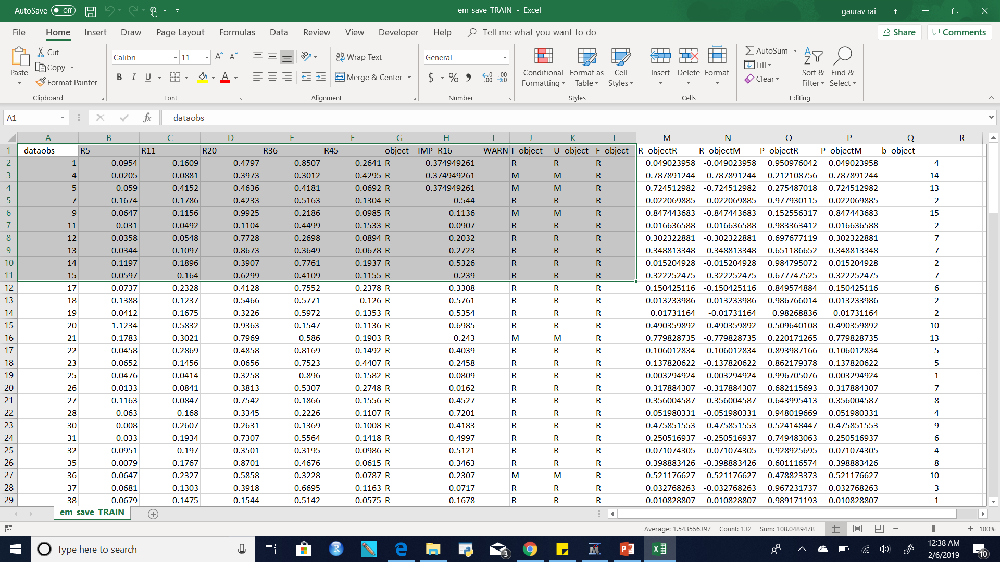 AutoSave Off em_save_TRAIN - Excel gaurav rai
File Home Insert Draw Page Layout Formulas Data Review View Developer Help Tell me what you want to do Share Comments
Paste Cut Copy Format Painter Clipboard
Calibri 11 B I U Font
Wrap Text Merge & Center Alignment
General $ % Number
Conditional Formatting Format as Table Cell Styles Styles
Insert Delete Format Cells
AutoSum Fill Clear Sort & Filter Find & Select Editing
A1 fx _dataobs_
A B C D E F G H I J K L M N O P Q R
1 _dataobs_ R5 R11 R20 R36 R45 object IMP_R16 _WARN_ I_object U_object F_object R_objectR R_objectM P_objectR P_objectM b_object
2 1 0.0954 0.1609 0.4797 0.8507 0.2641 R 0.374949261 R R R 0.049023958 -0.049023958 0.950976042 0.049023958 4
3 4 0.0205 0.0881 0.3973 0.3012 0.4295 R 0.374949261 M M R 0.787891244 -0.787891244 0.212108756 0.787891244 14
4 5 0.059 0.4152 0.4636 0.4181 0.0692 R 0.374949261 M M R 0.724512982 -0.724512982 0.275487018 0.724512982 13
5 7 0.1674 0.1786 0.4233 0.5163 0.1304 R 0.544 R R R 0.022069885 -0.022069885 0.977930115 0.022069885 2
6 9 0.0647 0.1156 0.9925 0.2186 0.0985 R 0.1136 M M R 0.847443683 -0.847443683 0.152556317 0.847443683 15
7 11 0.031 0.0492 0.1104 0.4499 0.1533 R 0.0907 R R R 0.016636588 -0.016636588 0.983363412 0.016636588 2
8 12 0.0358 0.0548 0.7728 0.2698 0.0894 R 0.2032 R R R 0.302322881 -0.302322881 0.697677119 0.302322881 7
9 13 0.0344 0.1097 0.8673 0.3649 0.0678 R 0.2723 R R R 0.348813348 -0.348813348 0.651186652 0.348813348 7
10 14 0.1197 0.1896 0.3907 0.7761 0.1937 R 0.5326 R R R 0.015204928 -0.015204928 0.984795072 0.015204928 2
11 15 0.0597 0.164 0.6299 0.4109 0.1155 R 0.239 R R R 0.322252475 -0.322252475 0.677747525 0.322252475 7
12 17 0.0737 0.2328 0.4128 0.7552 0.2378 R 0.3308 R R R 0.150425116 -0.150425116 0.849574884 0.150425116 6
13 18 0.1388 0.1237 0.5466 0.5771 0.126 R 0.5761 R R R 0.013233986 -0.013233986 0.986766014 0.013233986 2
14 19 0.0412 0.1675 0.3226 0.5972 0.1353 R 0.5354 R R R 0.01731164 -0.01731164 0.98268836 0.01731164 2
15 20 1.1234 0.5832 0.9363 0.1547 0.1136 R 0.6985 R R R 0.490359892 -0.490359892 0.509640108 0.490359892 10
16 21 0.1783 0.3021 0.7969 0.586 0.1903 R 0.243 M M R 0.779828735 -0.779828735 0.220171265 0.779828735 13
17 22 0.0458 0.2869 0.4858 0.8169 0.1492 R 0.4039 R R R 0.106012834 -0.106012834 0.893987166 0.106012834 5
18 23 0.0652 0.1456 0.0656 0.7523 0.4407 R 0.2458 R R R 0.137820622 -0.137820622 0.862179378 0.137820622 5
19 25 0.0476 0.0414 0.3258 0.896 0.1582 R 0.0809 R R R 0.003294924 -0.003294924 0.996705076 0.003294924 1
20 26 0.0133 0.0841 0.3813 0.5307 0.2748 R 0.0162 R R R 0.317884307 -0.317884307 0.682115693 0.317884307 7
21 27 0.1163 0.0847 0.7542 0.1866 0.1556 R 0.4527 R R R 0.356004587 -0.356004587 0.643995413 0.356004587 8
22 28 0.063 0.168 0.3345 0.2226 0.1107 R 0.7201 R R R 0.051980331 -0.051980331 0.948019669 0.051980331 4
23 30 0.008 0.2607 0.2631 0.1369 0.1008 R 0.4183 R R R 0.475851553 -0.475851553 0.524148447 0.475851553 9
24 31 0.033 0.1934 0.7307 0.5564 0.1418 R 0.4997 R R R 0.250516937 -0.250516937 0.749483063 0.250516937 6
25 32 0.0951 0.197 0.3501 0.3195 0.0986 R 0.5121 R R R 0.071074305 -0.071074305 0.928925695 0.071074305 4
26 35 0.0079 0.1767 0.8701 0.4676 0.0615 R 0.3463 R R R 0.398883426 -0.398883426 0.601116574 0.398883426 8
27 36 0.0647 0.2327 0.5858 0.3228 0.0787 R 0.2307 M M R 0.521176627 -0.521176627 0.478823373 0.521176627 10
28 37 0.0681 0.1303 0.3918 0.6695 0.1163 R 0.0717 R R R 0.032768263 -0.032768263 0.967231737 0.032768263 3
29 38 0.0679 0.1475 0.1544 0.5142 0.0575 R 0.1678 R R R 0.010828807 -0.010828807 0.989171193 0.010828807 1
em_save_TRAIN
Average: 1.543556397 Count: 132 Sum: 108.0489478 100%
Type here to search 3 12:38 AM
2/6/2019 10